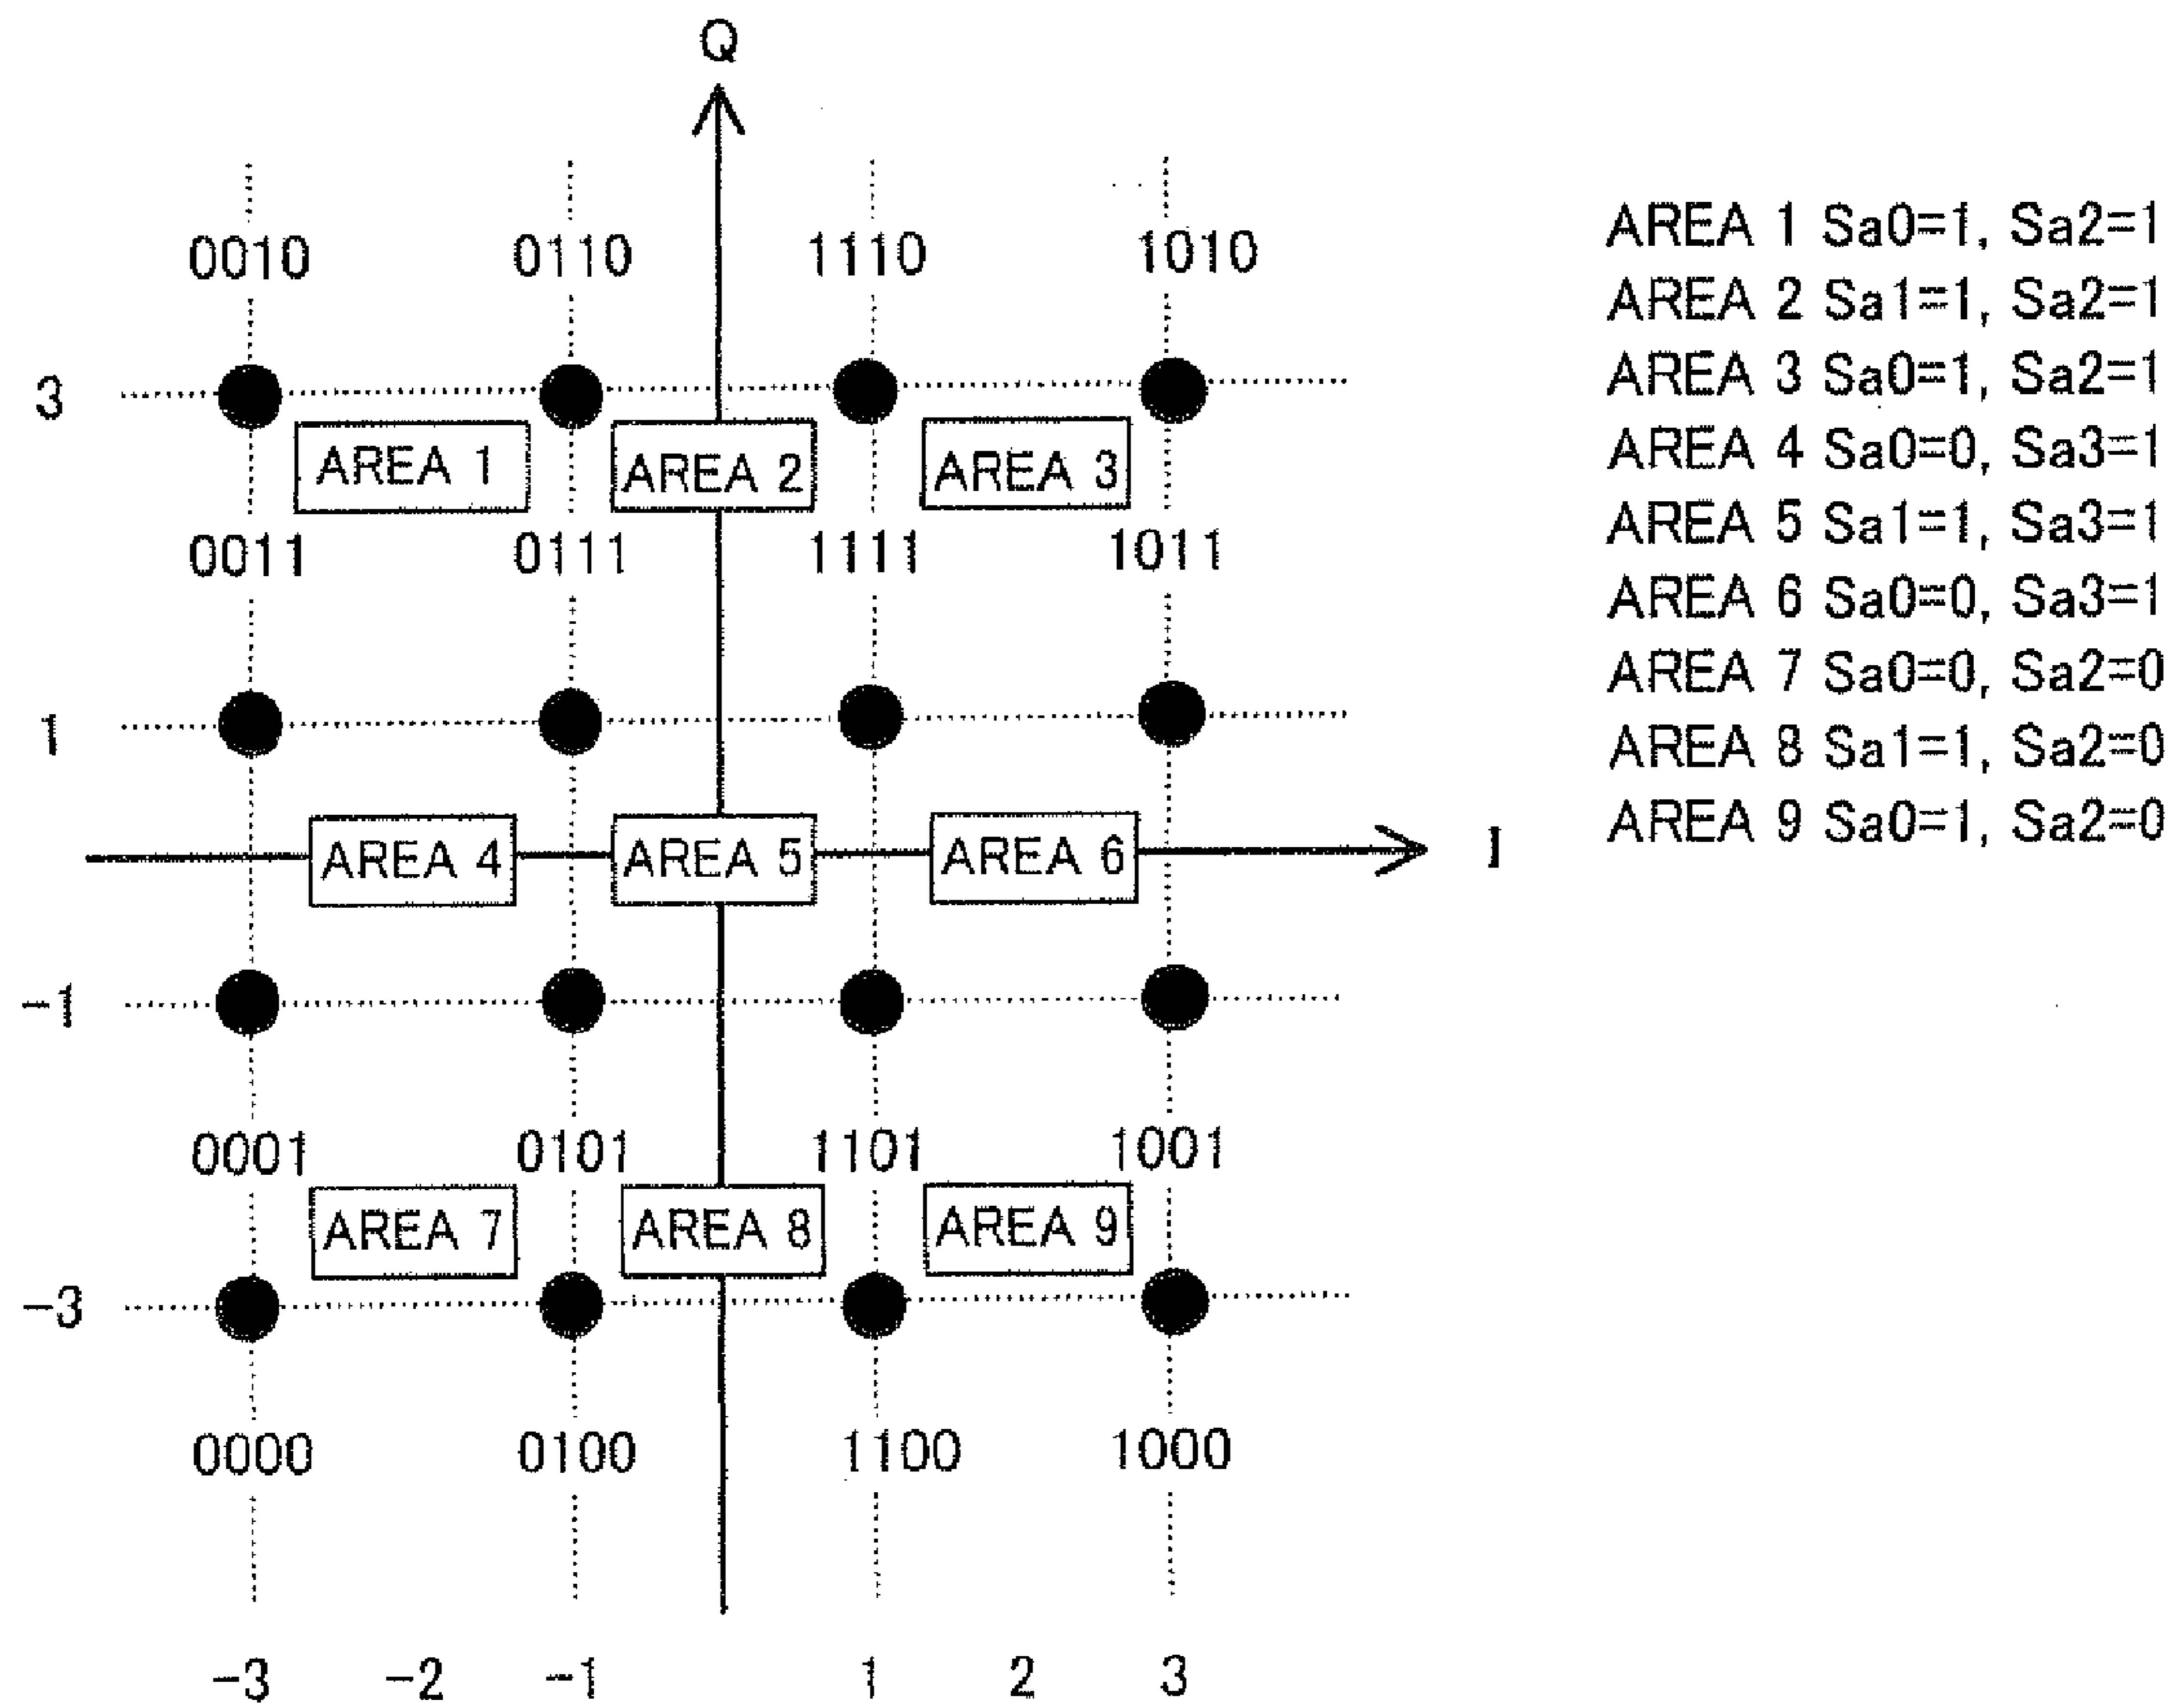 Q
0010 0110 1110 1010
3
AREA 1 AREA 2 AREA 3
0011 0111 1111 1011
1
AREA 4 AREA 5 AREA 6
I
-1
0001 0101 1101 1001
AREA 7 AREA 8 AREA 9
-3
0000 0100 1100 1000
-3 -2 -1 1 2 3
AREA 1 Sa0=1, Sa2=1
AREA 2 Sa1=1, Sa2=1
AREA 3 Sa0=1, Sa2=1
AREA 4 Sa0=0, Sa3=1
AREA 5 Sa1=1, Sa3=1
AREA 6 Sa0=0, Sa3=1
AREA 7 Sa0=0, Sa2=0
AREA 8 Sa1=1, Sa2=0
AREA 9 Sa0=1, Sa2=0